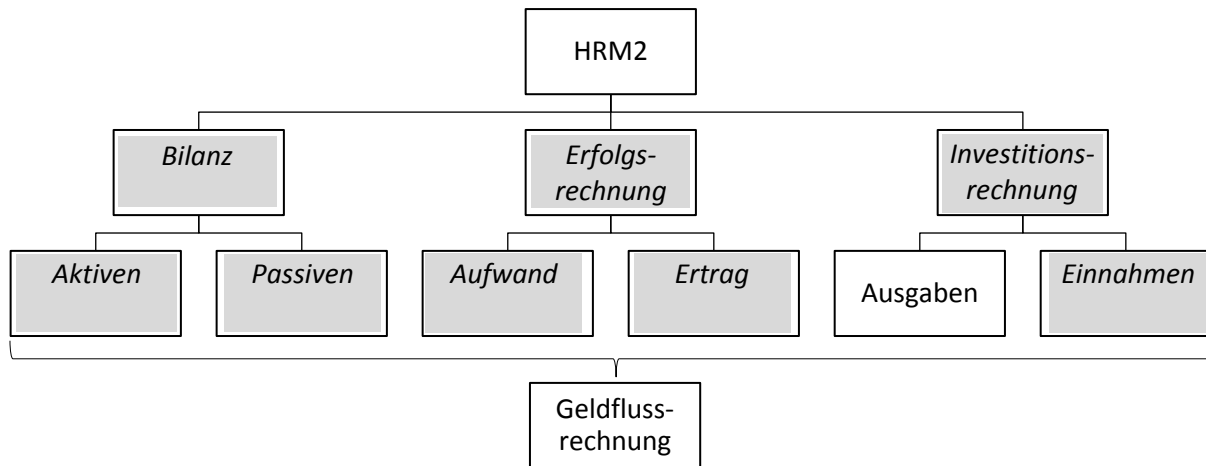 HRM2
Bilanz
Erfolgs-
rechnung
Investitions-
rechnung
Aktiven
Passiven
Aufwand
Ertrag
Ausgaben
Einnahmen
Geldfluss-
rechnung